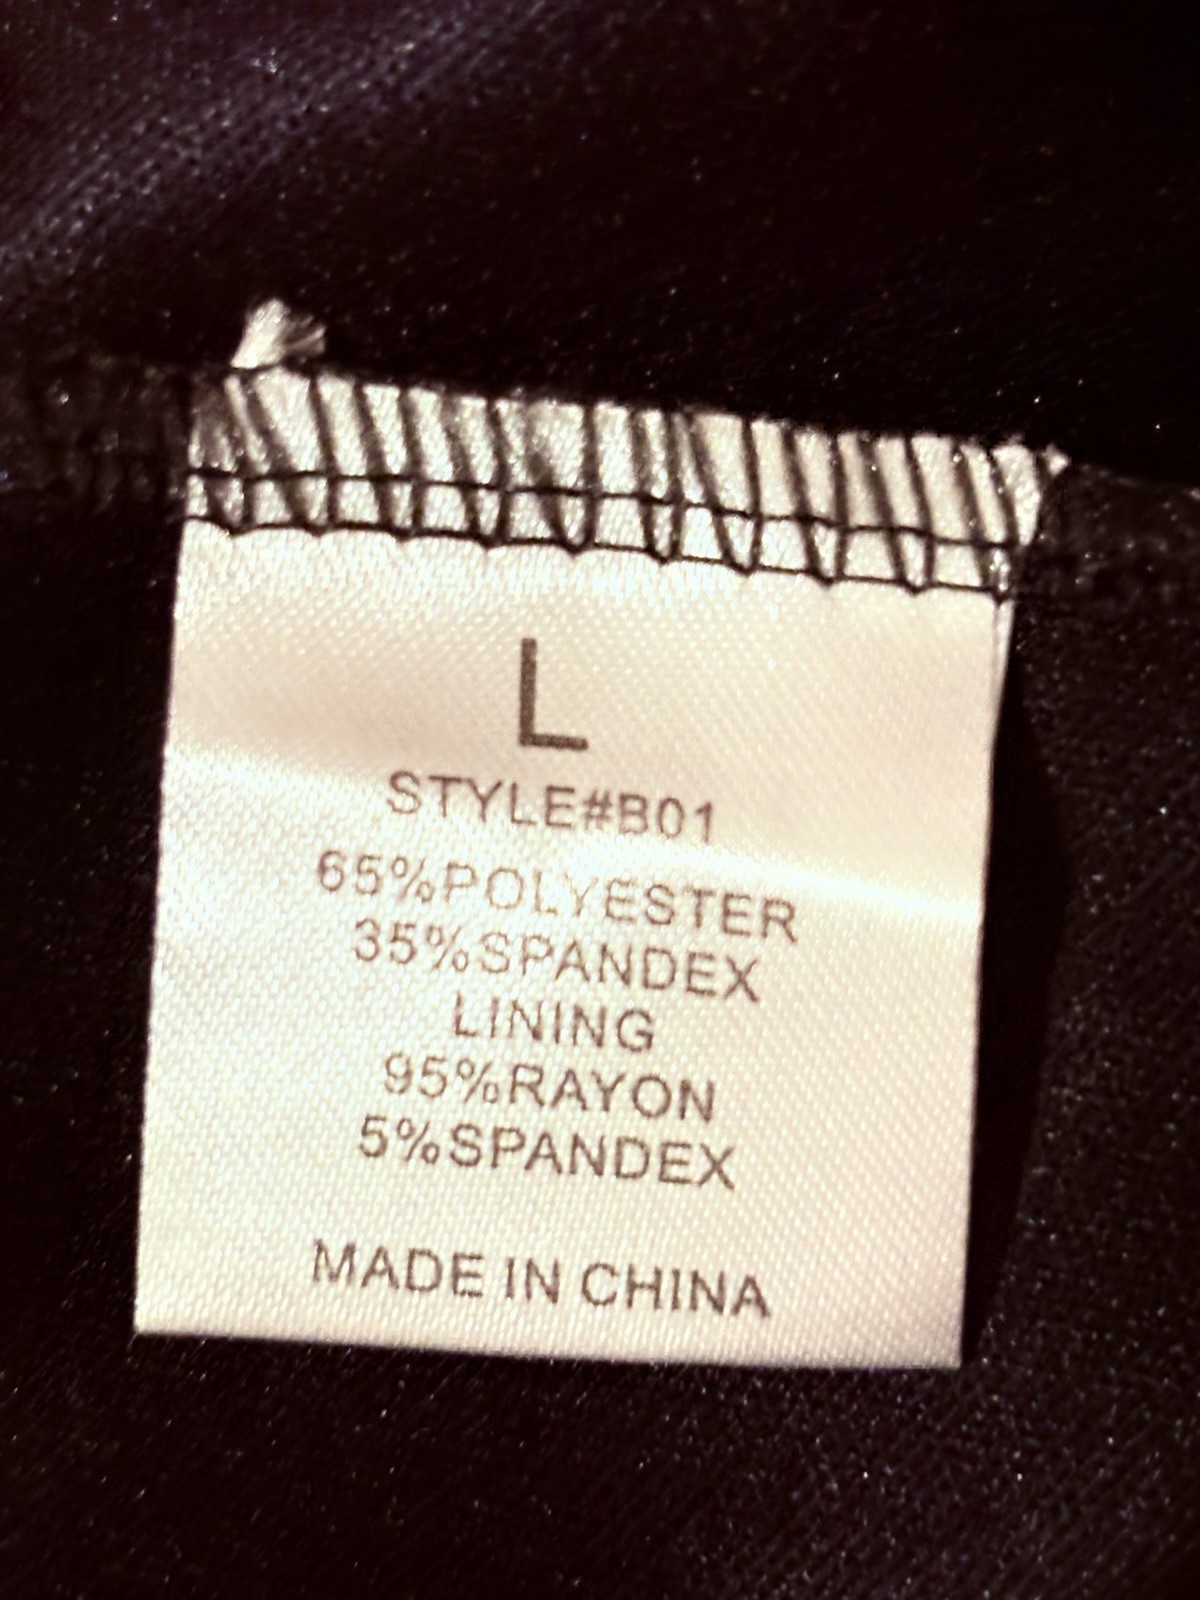 L
STYLE#B01
65%POLYESTER
35%SPANDEX
LINING
95%RAYON
5%SPANDEX
MADE IN CHINA